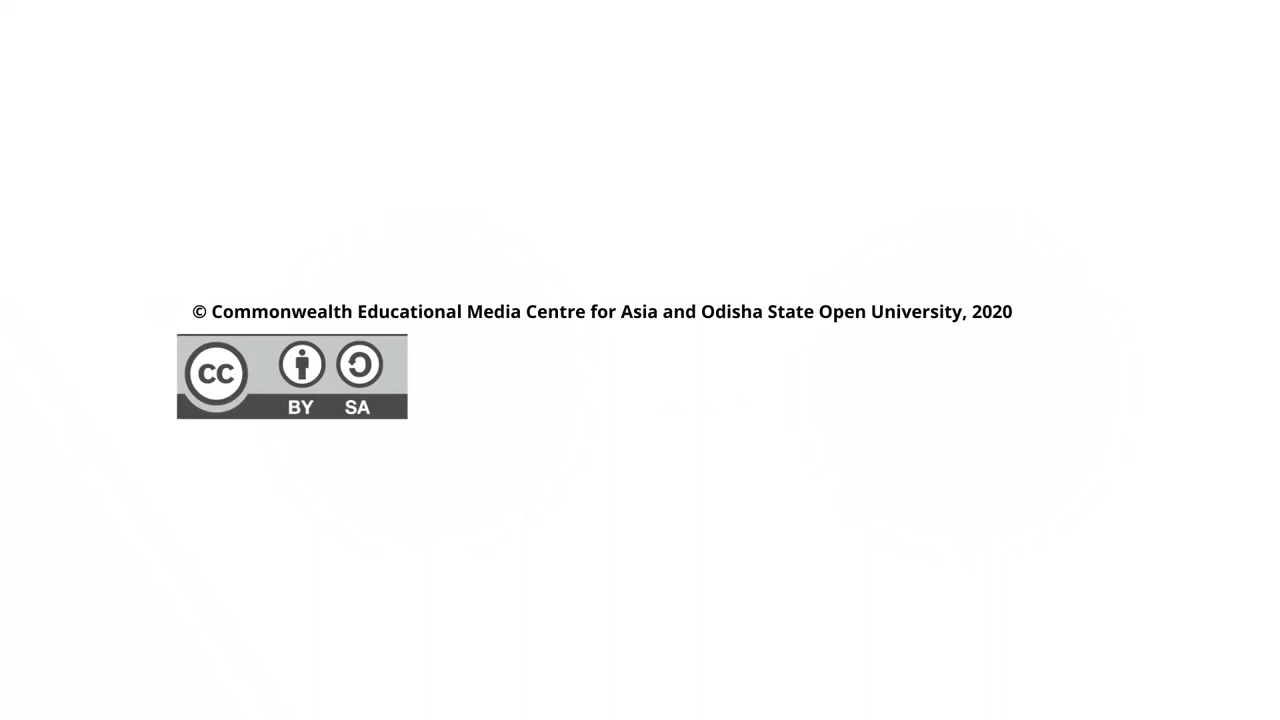 © Commonwealth Educational Media Centre for Asia and Odisha State Open University, 2020
CC
BY SA